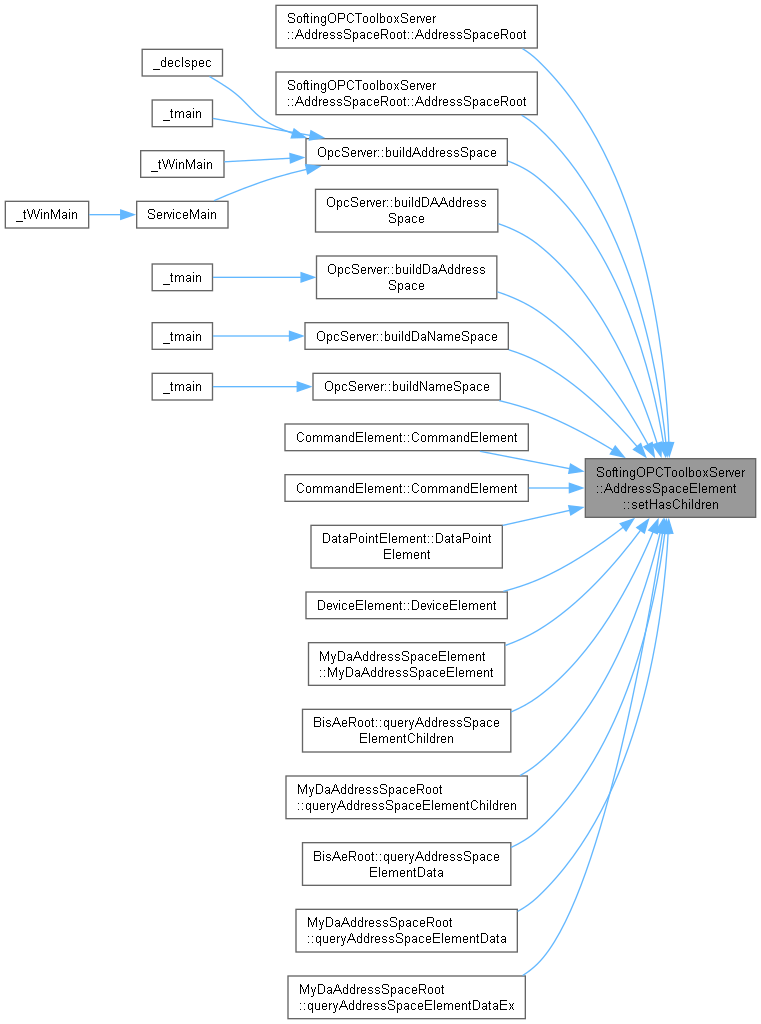 SoftingOPCToolboxServer
::AddressSpaceRoot::AddressSpaceRoot
_declspec
SoftingOPCToolboxServer
::AddressSpaceRoot::AddressSpaceRoot
_tmain
OpcServer::buildAddressSpace
_tWinMain
_tWinMain
ServiceMain
OpcServer::buildDAAddress
Space
_tmain
OpcServer::buildDaAddress
Space
_tmain
OpcServer::buildDaNameSpace
_tmain
OpcServer::buildNameSpace
CommandElement::CommandElement
SoftingOPCToolboxServer
::AddressSpaceElement
::setHasChildren
CommandElement::CommandElement
DataPointElement::DataPoint
Element
DeviceElement::DeviceElement
MyDaAddressSpaceElement
::MyDaAddressSpaceElement
BisAeRoot::queryAddressSpace
ElementChildren
MyDaAddressSpaceRoot
::queryAddressSpaceElementChildren
BisAeRoot::queryAddressSpace
ElementData
MyDaAddressSpaceRoot
::queryAddressSpaceElementData
MyDaAddressSpaceRoot
::queryAddressSpaceElementDataEx